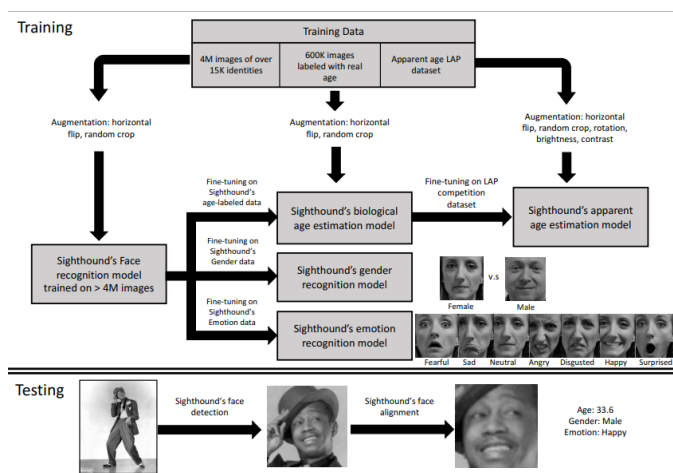 Training
Training Data
4M images of over
15K identities
600K images
labeled with real
age
Apparent age LAP
dataset
Augmentation: horizontal
flip, random crop
Augmentation: horizontal
flip, random crop
Augmentation: horizontal
flip, random crop, rotation,
brightness, contrast
Fine-tuning on
Sighthound's
age-labeled data
Sighthound's biological
age estimation model
Fine-tuning on LAP
competition
dataset
Sighthound's apparent
age estimation model
Sighthound's Face
recognition model
trained on > 4M images
Fine-tuning on
Sighthound's
Gender data
Sighthound's gender
recognition model
v.s
Female
Male
Fine-tuning on
Sighthound's
Emotion data
Sighthound's emotion
recognition model
Fearful Sad Neutral Angry Disgusted Happy Surprised
Testing
Sighthound's face
detection
Sighthound's face
alignment
Age: 33.6
Gender: Male
Emotion: Happy